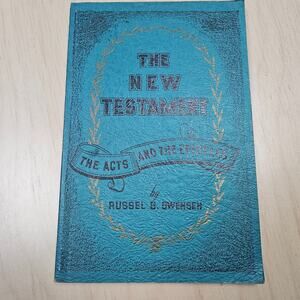 THE
NEW
TESTAMENT
THE ACTS AND THE EPISTLES
by
RUSSEL B. SWENSEN